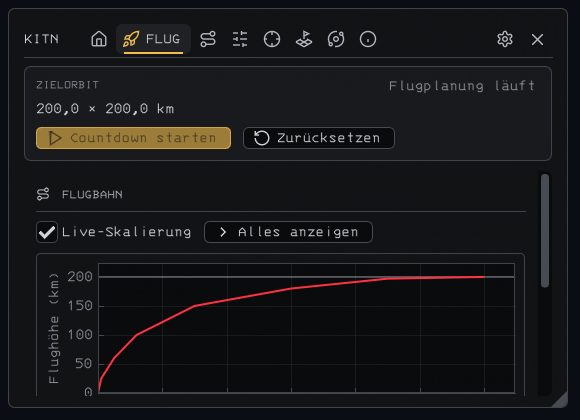 KITN FLUG
ZIELORBIT
Flugplanung läuft
200,0 × 200,0 km
Countdown starten
Zurücksetzen
FLUGBAHN
Live-Skalierung
Alles anzeigen
Flughöhe (km)
200
150
100
50
0